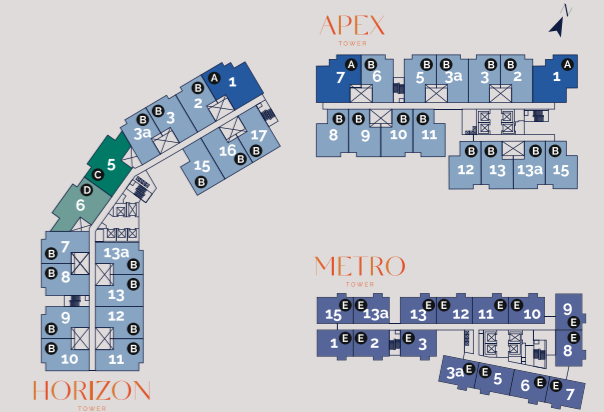 N
APEX
TOWER
7 A B 6 5 B B 3a 3 B B 2 A 1
B 8 B 9 B 10 B 11
B 12 B 13 B 13a B 15
A 1
B 2
B 3
B 3a
17 B
16 B
15 B
5 C
D 6
7 B
8 B
9 B
10 B
13a B
13 B
12 B
11 B
HORIZON
TOWER
METRO
TOWER
15 E E 13a 13 E E 12 11 E E 10 9 E
1 E E 2 E 3 E 8
3a E E 5 6 E E 7